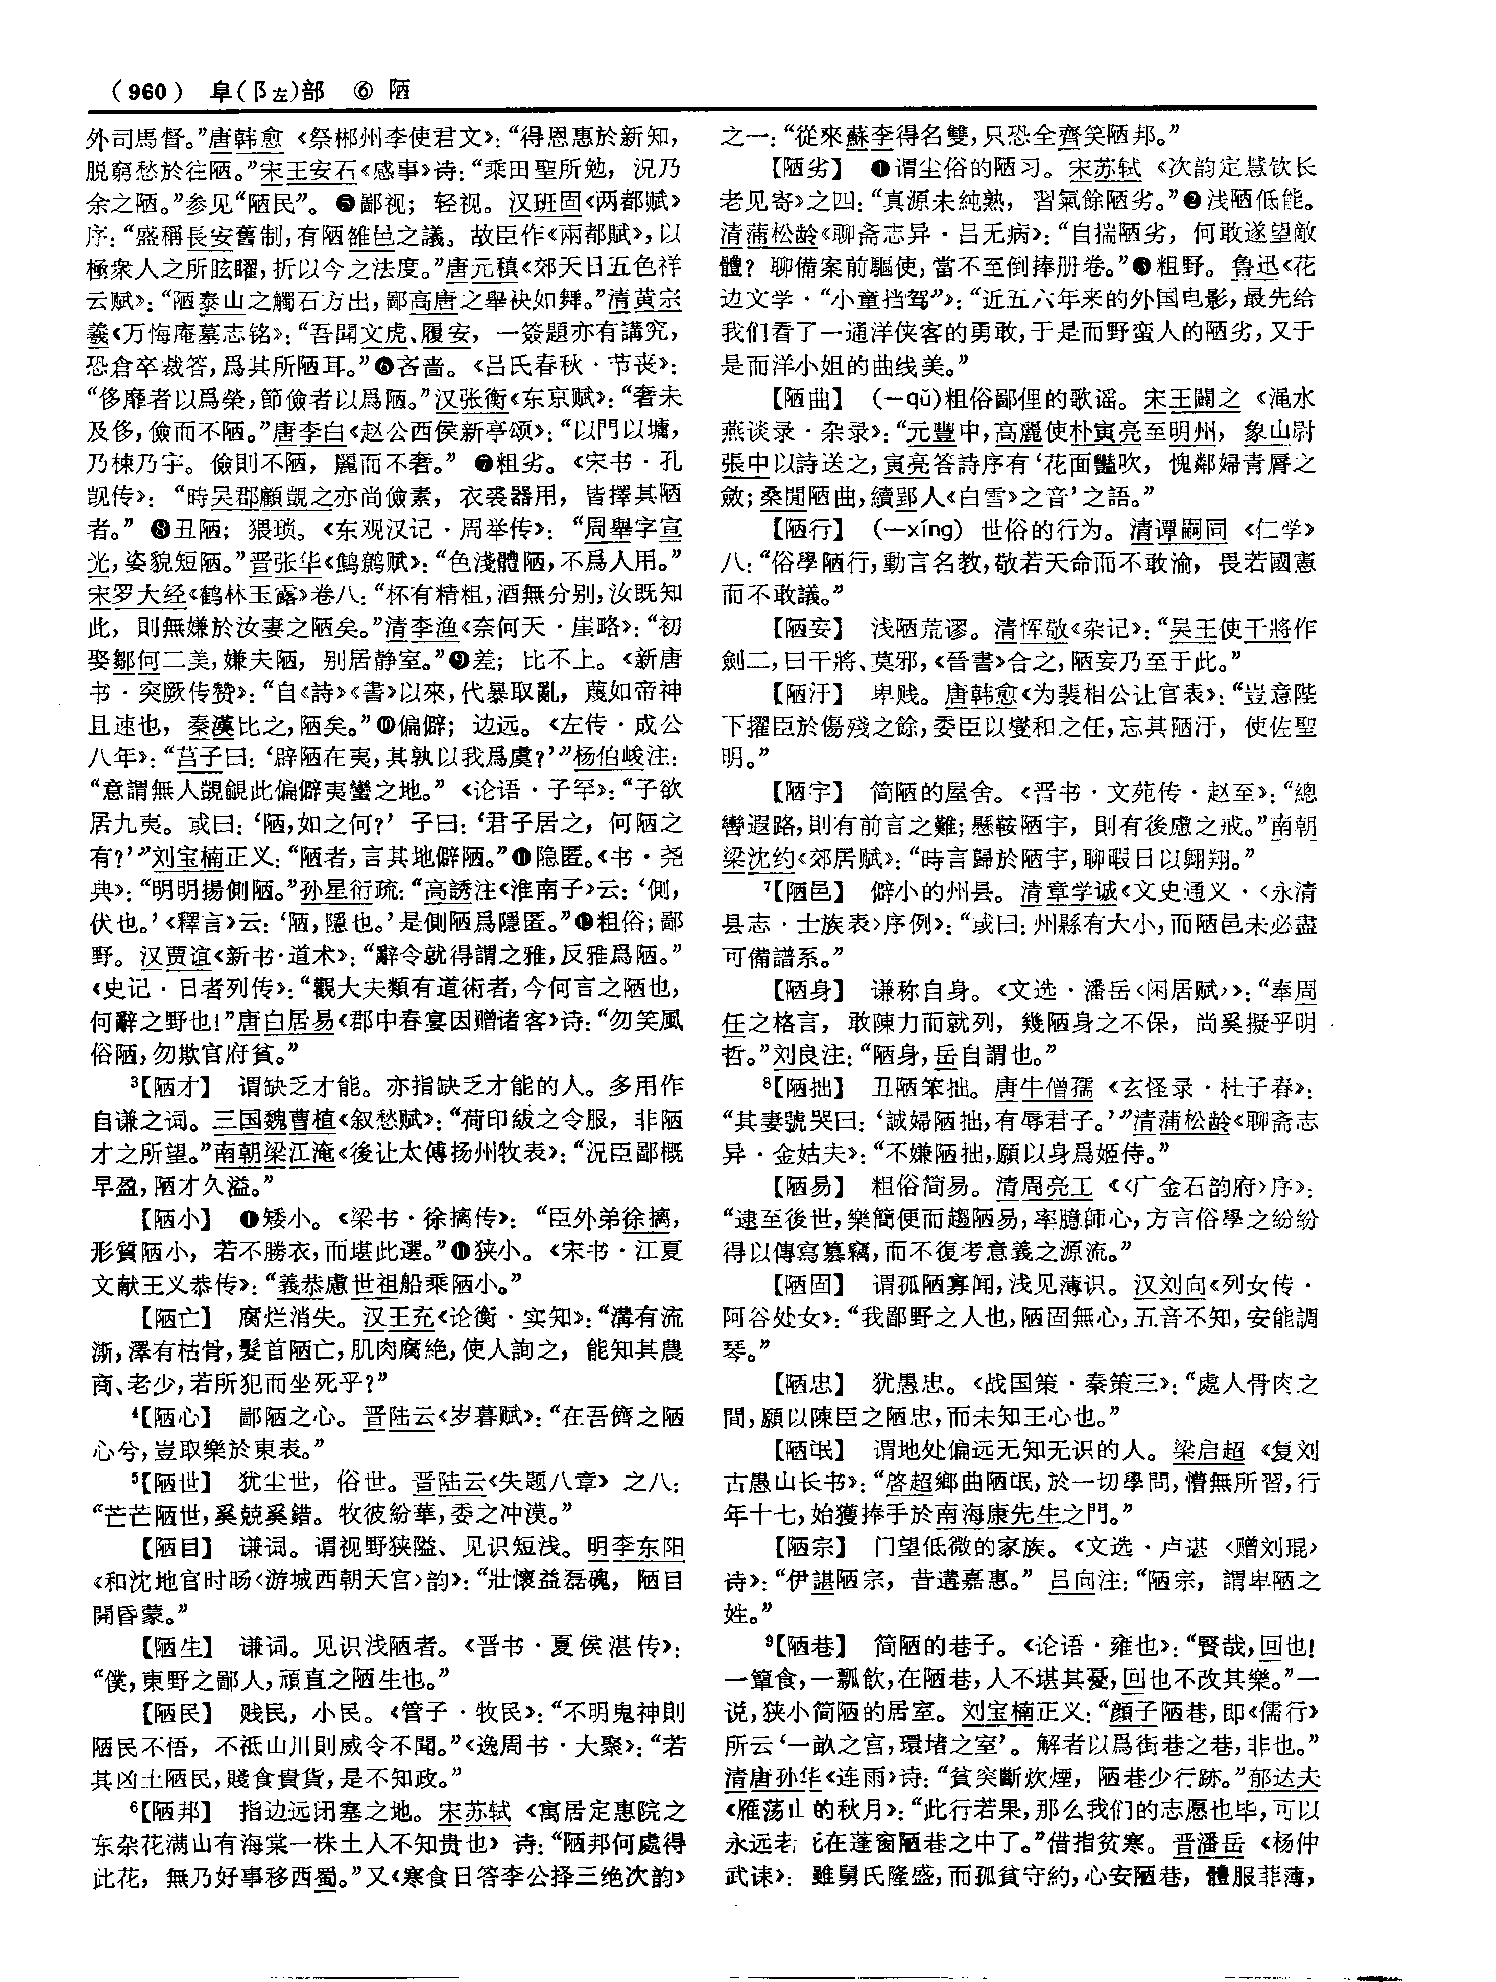 （960） 阜(阝左)部 ⑥ 陋
外司馬督。”唐韩愈《祭郴州李使君文》：“得恩惠於新知，
脱窮愁於往陋。”宋王安石《感事》诗：“乘田聖所勉，況乃
余之陋。”参见“陋民”。❺鄙视；轻视。汉班固《两都赋》
序：“盛稱長安舊制，有陋雒邑之議。故臣作《兩都賦》，以
極衆人之所眩曜，折以今之法度。”唐元稹《郊天日五色祥
云赋》：“陋泰山之觸石方出，鄙高唐之舉袂如舞。”清黄宗
羲《万悔庵墓志铭》：“吾聞文虎、履安，一簽題亦有講究，
恐倉卒裁答，爲其所陋耳。”❻吝啬。《吕氏春秋·节丧》：
“侈靡者以爲榮，節儉者以爲陋。”汉张衡《东京赋》：“奢未
及侈，儉而不陋。”唐李白《赵公西侯新亭颂》：“以門以墉，
乃棟乃宇。儉則不陋，麗而不奢。”❼粗劣。《宋书·孔
觊传》：“時吴郡顧覬之亦尚儉素，衣裘器用，皆擇其陋
者。”❽丑陋；猥琐。《东观汉记·周举传》：“周舉字宣
光，姿貌短陋。”晋张华《鹪鹩赋》：“色淺體陋，不爲人用。”
宋罗大经《鹤林玉露》卷八：“杯有精粗，酒無分别，汝既知
此，則無嫌於汝妻之陋矣。”清李渔《奈何天·崖略》：“初
娶鄒何二美，嫌夫陋，别居静室。”❾差；比不上。《新唐
书·突厥传赞》：“自《詩》《書》以來，代暴取亂，蔑如帝神
且速也，秦漢比之，陋矣。”❿偏僻；边远。《左传·成公
八年》：“莒子曰：‘辟陋在夷，其孰以我爲虞？’”杨伯峻注：
“意謂無人覬覦此偏僻夷蠻之地。”《论语·子罕》：“子欲
居九夷。或曰：‘陋，如之何？’子曰：‘君子居之，何陋之
有？’”刘宝楠正义：“陋者，言其地僻陋。”⓫隐匿。《书·尧
典》：“明明揚側陋。”孙星衍疏：“高誘注《淮南子》云：‘側，
伏也。’《釋言》云：‘陋，隱也。’是側陋爲隱匿。”⓬粗俗；鄙
野。汉贾谊《新书·道术》：“辭令就得謂之雅，反雅爲陋。”
《史记·日者列传》：“觀大夫類有道術者，今何言之陋也，
何辭之野也！”唐白居易《郡中春宴因赠诸客》诗：“勿笑風
俗陋，勿欺官府貧。”
³【陋才】 谓缺乏才能。亦指缺乏才能的人。多用作
自谦之词。三国魏曹植《叙愁赋》：“荷印紱之令服，非陋
才之所望。”南朝梁江淹《後让太傅扬州牧表》：“況臣鄙概
早盈，陋才久溢。”
【陋小】 ❶矮小。《梁书·徐摛传》：“臣外弟徐摛，
形質陋小，若不勝衣，而堪此選。”⓫狭小。《宋书·江夏
文献王义恭传》：“義恭慮世祖船乘陋小。”
【陋亡】 腐烂消失。汉王充《论衡·实知》：“溝有流
澌，澤有枯骨，髮首陋亡，肌肉腐絶，使人詢之，能知其農
商、老少，若所犯而坐死乎？”
⁴【陋心】 鄙陋之心。晋陆云《岁暮赋》：“在吾儕之陋
心兮，豈取樂於東表。”
⁵【陋世】 犹尘世，俗世。晋陆云《失题八章》之八：
“芒芒陋世，奚兢奚錯。牧彼紛華，委之冲漠。”
【陋目】 谦词。谓视野狭隘、见识短浅。明李东阳
《和沈地官时旸〈游城西朝天宫〉韵》：“壯懷益磊磈，陋目
開昏蒙。”
【陋生】 谦词。见识浅陋者。《晋书·夏侯湛传》：
“僕，東野之鄙人，頑直之陋生也。”
【陋民】 贱民，小民。《管子·牧民》：“不明鬼神則
陋民不悟，不祗山川則威令不聞。”《逸周书·大聚》：“若
其凶土陋民，賤食貴貨，是不知政。”
⁶【陋邦】 指边远闭塞之地。宋苏轼《寓居定惠院之
东杂花满山有海棠一株土人不知贵也》诗：“陋邦何處得
此花，無乃好事移西蜀。”又《寒食日答李公择三绝次韵》
之一：“從來蘇李得名雙，只恐全齊笑陋邦。”
【陋劣】 ❶谓尘俗的陋习。宋苏轼《次韵定慧钦长
老见寄》之四：“真源未純熟，習氣餘陋劣。”❷浅陋低能。
清蒲松龄《聊斋志异·吕无病》：“自揣陋劣，何敢遂望敵
體？聊備案前驅使，當不至倒捧册卷。”❸粗野。鲁迅《花
边文学·“小童挡驾”》：“近五六年来的外国电影，最先给
我们看了一通洋侠客的勇敢，于是而野蛮人的陋劣，又于
是而洋小姐的曲线美。”
【陋曲】 （一qǔ）粗俗鄙俚的歌谣。宋王闢之《渑水
燕谈录·杂录》：“元豐中，高麗使朴寅亮至明州，象山尉
張中以詩送之，寅亮答詩序有‘花面豔吹，愧鄰婦青脣之
斂；桑間陋曲，續郢人《白雪》之音’之語。”
【陋行】 （一xíng）世俗的行为。清谭嗣同《仁学》
八：“俗學陋行，動言名教，敬若天命而不敢渝，畏若國憲
而不敢議。”
【陋妄】 浅陋荒谬。清恽敬《杂记》：“吴王使干將作
劍二，曰干將、莫邪，《晉書》合之，陋妄乃至于此。”
【陋汙】 卑贱。唐韩愈《为裴相公让官表》：“豈意陛
下擢臣於傷殘之餘，委臣以燮和之任，忘其陋汙，使佐聖
明。”
【陋宇】 简陋的屋舍。《晋书·文苑传·赵至》：“總
轡遐路，則有前言之難；懸鞍陋宇，則有後慮之戒。”南朝
梁沈约《郊居赋》：“時言歸於陋宇，聊暇日以翺翔。”
⁷【陋邑】 僻小的州县。清章学诚《文史通义·〈永清
县志·士族表〉序例》：“或曰：州縣有大小，而陋邑未必盡
可備譜系。”
【陋身】 谦称自身。《文选·潘岳〈闲居赋〉》：“奉周
任之格言，敢陳力而就列，幾陋身之不保，尚奚擬乎明
哲。”刘良注：“陋身，岳自謂也。”
⁸【陋拙】 丑陋笨拙。唐牛僧孺《玄怪录·杜子春》：
“其妻號哭曰：‘誠婦陋拙，有辱君子。’”清蒲松龄《聊斋志
异·金姑夫》：“不嫌陋拙，願以身爲姬侍。”
【陋易】 粗俗简易。清周亮工《〈广金石韵府〉序》：
“逮至後世，樂簡便而趨陋易，率臆師心，方言俗學之紛紛
得以傳寫篡竊，而不復考意義之源流。”
【陋固】 谓孤陋寡闻，浅见薄识。汉刘向《列女传·
阿谷处女》：“我鄙野之人也，陋固無心，五音不知，安能調
琴。”
【陋忠】 犹愚忠。《战国策·秦策三》：“處人骨肉之
間，願以陳臣之陋忠，而未知王心也。”
【陋氓】 谓地处偏远无知无识的人。梁启超《复刘
古愚山长书》：“啓超鄉曲陋氓，於一切學問，懵無所習，行
年十七，始獲捧手於南海康先生之門。”
【陋宗】 门望低微的家族。《文选·卢谌〈赠刘琨〉
诗》：“伊諶陋宗，昔遘嘉惠。”吕向注：“陋宗，謂卑陋之
姓。”
⁹【陋巷】 简陋的巷子。《论语·雍也》：“賢哉，回也！
一簞食，一瓢飲，在陋巷，人不堪其憂，回也不改其樂。”一
说，狭小简陋的居室。刘宝楠正义：“顏子陋巷，即《儒行》
所云‘一畝之宫，環堵之室’。解者以爲街巷之巷，非也。”
清唐孙华《连雨》诗：“貧突斷炊煙，陋巷少行跡。”郁达夫
《雁荡山的秋月》：“此行若果，那么我们的志愿也毕，可以
永远老死在蓬窗陋巷之中了。”借指贫寒。晋潘岳《杨仲
武诔》：雖舅氏隆盛，而孤貧守約，心安陋巷，體服菲薄，